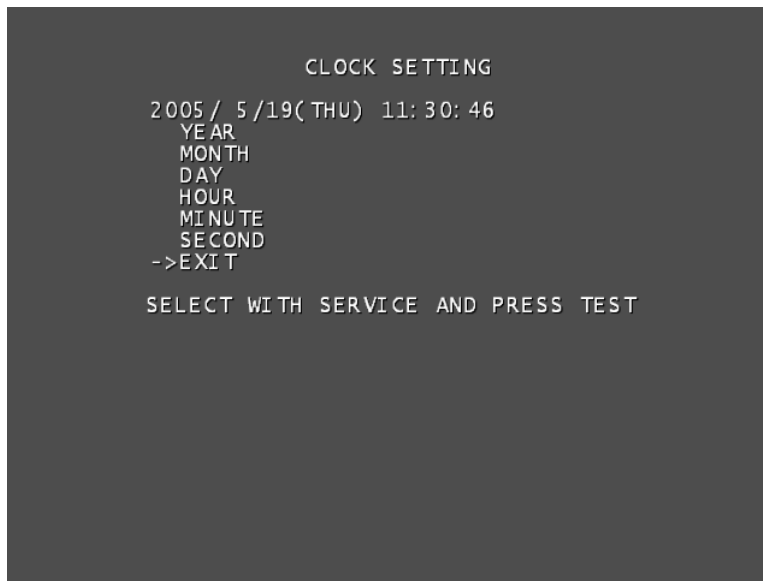 CLOCK SETTING
2005/ 5/19(THU) 11:30:46
YEAR
MONTH
DAY
HOUR
MINUTE
SECOND
->EXIT
SELECT WITH SERVICE AND PRESS TEST